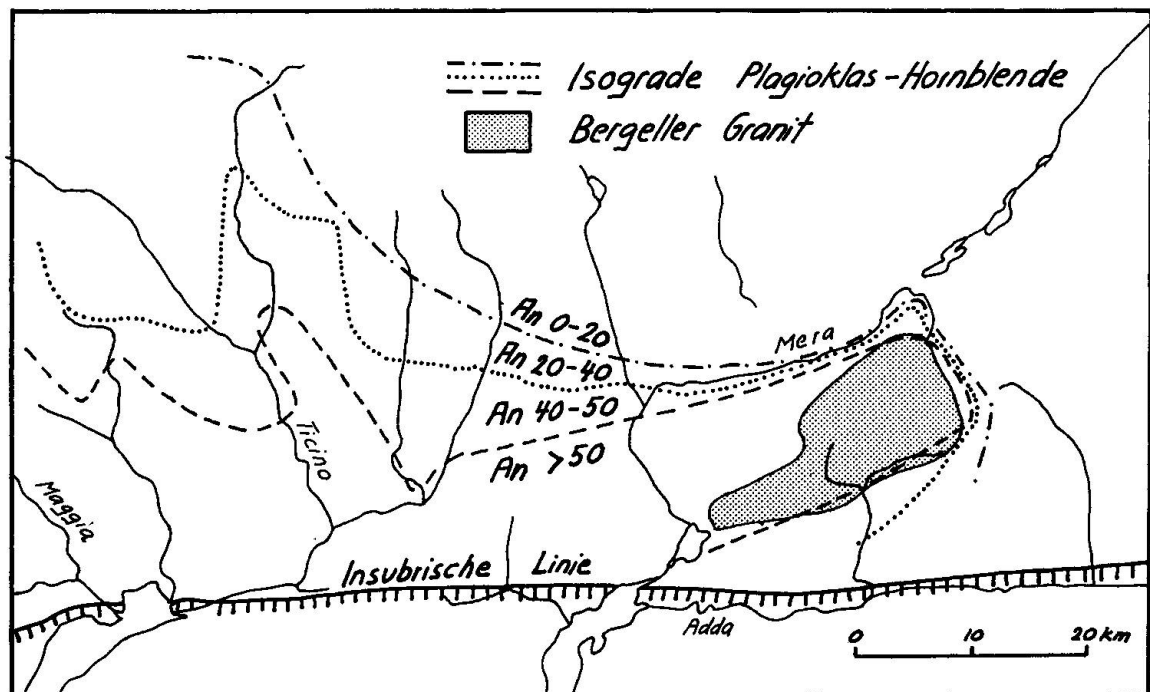 Isograde Plagioklas-Hornblende
Bergeller Granit
An 0-20
Mera
An 20-40
An 40-50
An >50
Ticino
Maggia
Insubrische Linie
Adda
0 10 20 km